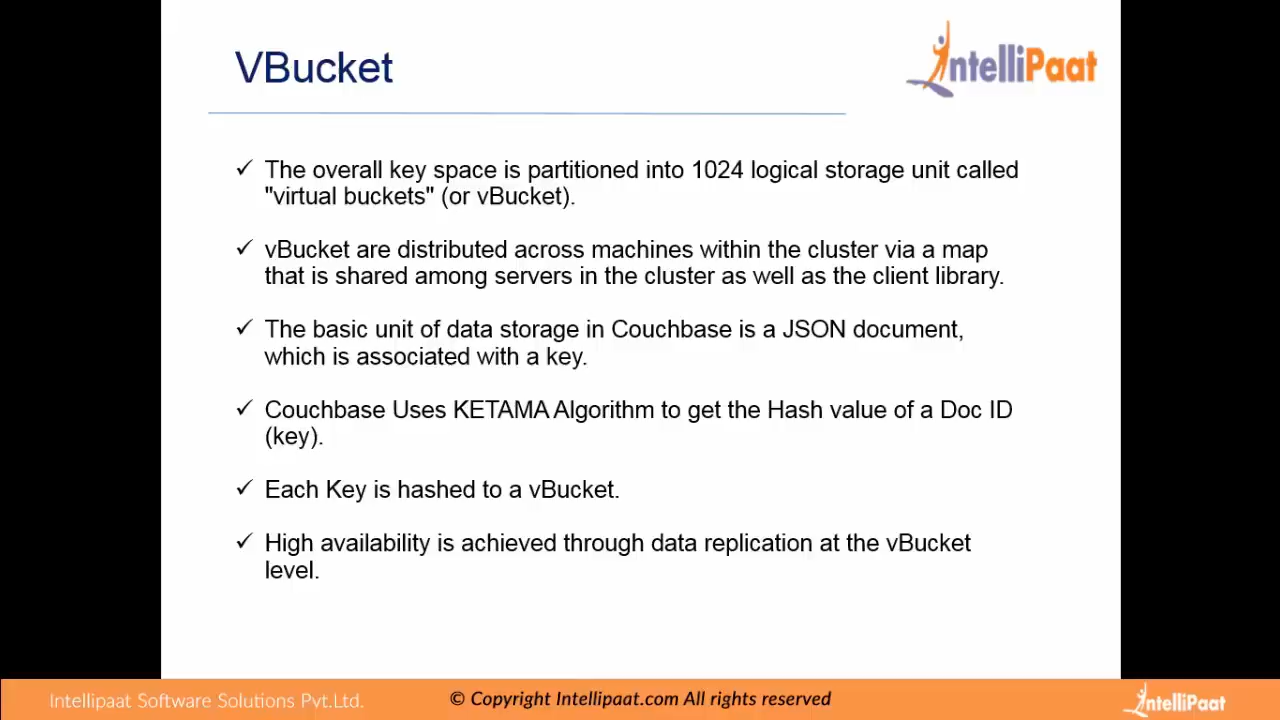 VBucket
IntelliPaat
✓ The overall key space is partitioned into 1024 logical storage unit called
"virtual buckets" (or vBucket).
✓ vBucket are distributed across machines within the cluster via a map
that is shared among servers in the cluster as well as the client library.
✓ The basic unit of data storage in Couchbase is a JSON document,
which is associated with a key.
✓ Couchbase Uses KETAMA Algorithm to get the Hash value of a Doc ID
(key).
✓ Each Key is hashed to a vBucket.
✓ High availability is achieved through data replication at the vBucket
level.
Intellipaat Software Solutions Pvt.Ltd.
© Copyright Intellipaat.com All rights reserved
IntelliPaat